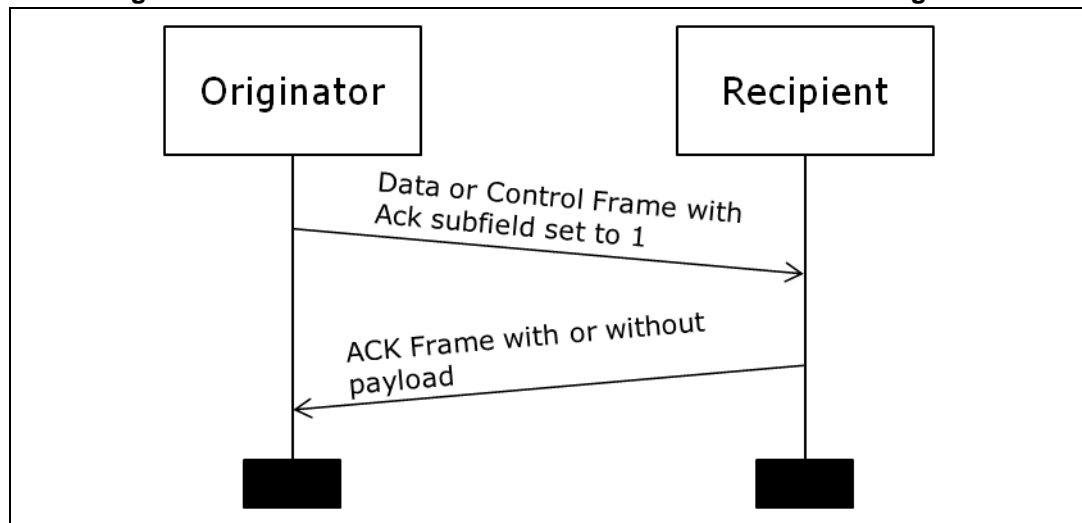 Originator
Recipient
Data or Control Frame with
Ack subfield set to 1
ACK Frame with or without
payload